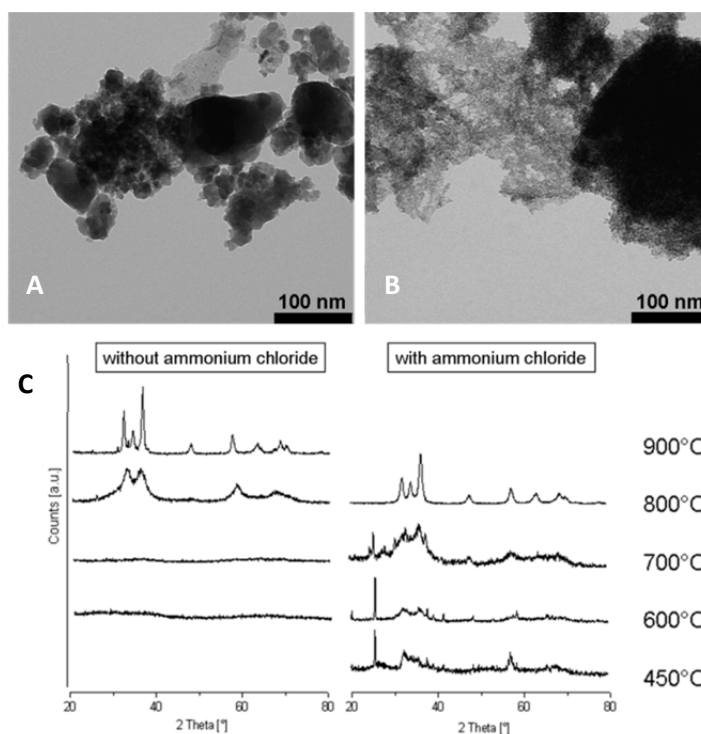 A
100 nm
B
100 nm
C
without ammonium chloride
with ammonium chloride
Counts [a.u.]
900°C
800°C
700°C
600°C
450°C
20 40 60 80
20 40 60 80
2 Theta [°]
2 Theta [°]